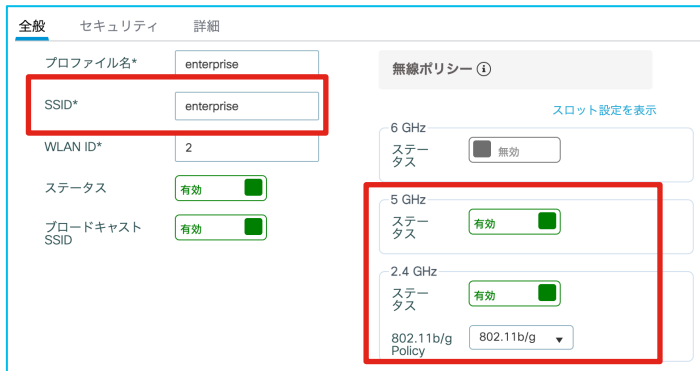 全般 セキュリティ 詳細
プロファイル名* enterprise
SSID* enterprise
WLAN ID* 2
ステータス 有効
ブロードキャスト
SSID 有効
無線ポリシー i
スロット設定を表示
6 GHz
ステー
タス 無効
5 GHz
ステー
タス 有効
2.4 GHz
ステー
タス 有効
802.11b/g
Policy 802.11b/g